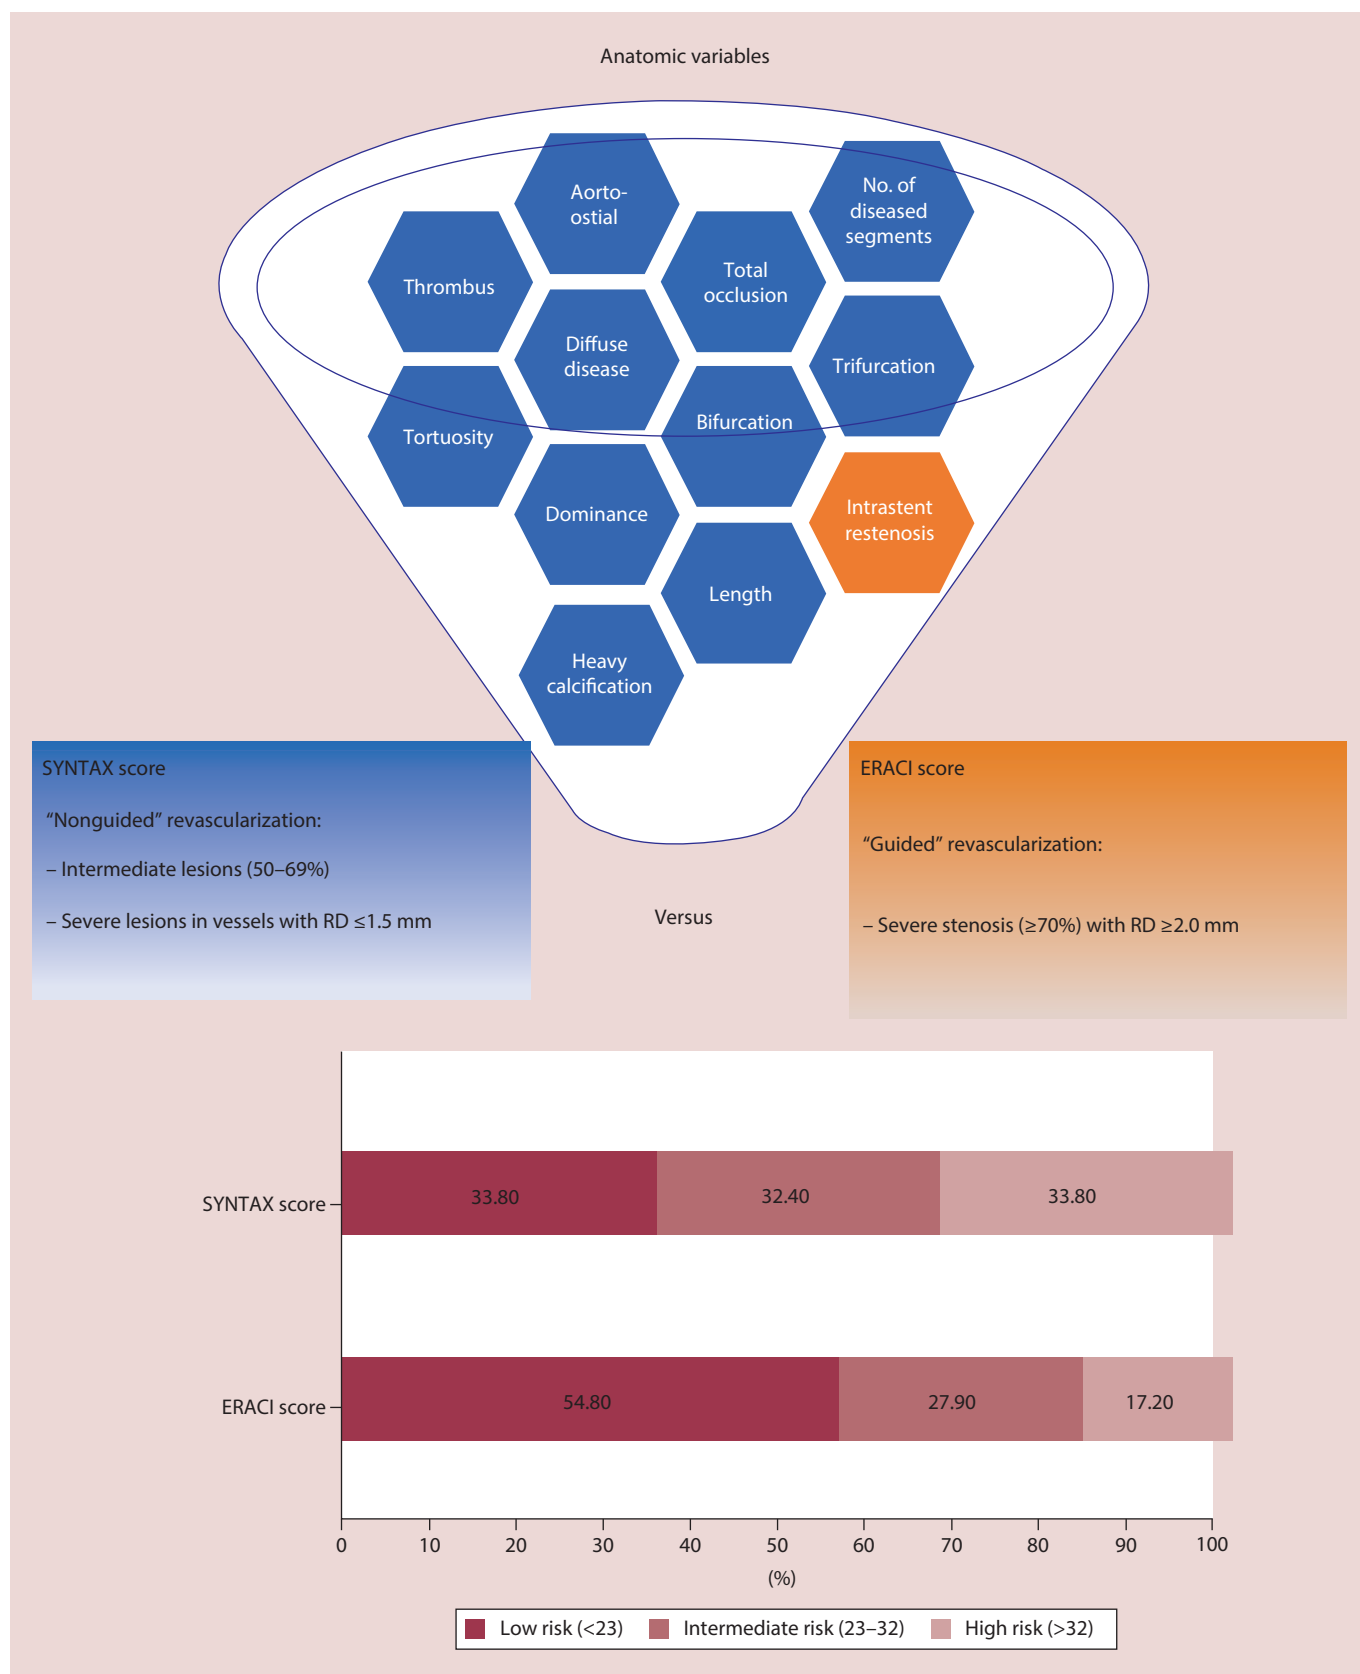 Anatomic variables
Aorto-
ostial
No. of
diseased
segments
Thrombus
Total
occlusion
Diffuse
disease
Trifurcation
Tortuosity
Bifurcation
Dominance
Intrastent
restenosis
Length
Heavy
calcification
SYNTAX score
“Nonguided” revascularization:
– Intermediate lesions (50–69%)
– Severe lesions in vessels with RD ≤1.5 mm
Versus
ERACI score
“Guided” revascularization:
– Severe stenosis (≥70%) with RD ≥2.0 mm
SYNTAX score
33.80
32.40
33.80
ERACI score
54.80
27.90
17.20
0 10 20 30 40 50 60 70 80 90 100
(%)
Low risk (<23) Intermediate risk (23–32) High risk (>32)